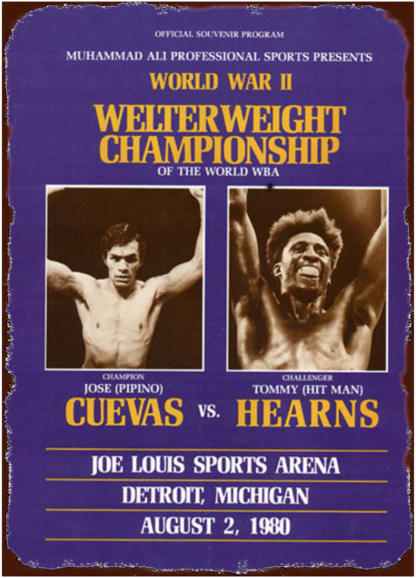 OFFICIAL SOUVENIR PROGRAM
MUHAMMAD ALI PROFESSIONAL SPORTS PRESENTS
WORLD WAR II
WELTERWEIGHT
CHAMPIONSHIP
OF THE WORLD WBA
CHAMPION
JOSE (PIPINO)
CUEVAS
VS.
CHALLENGER
TOMMY (HIT MAN)
HEARNS
JOE LOUIS SPORTS ARENA
DETROIT, MICHIGAN
AUGUST 2, 1980